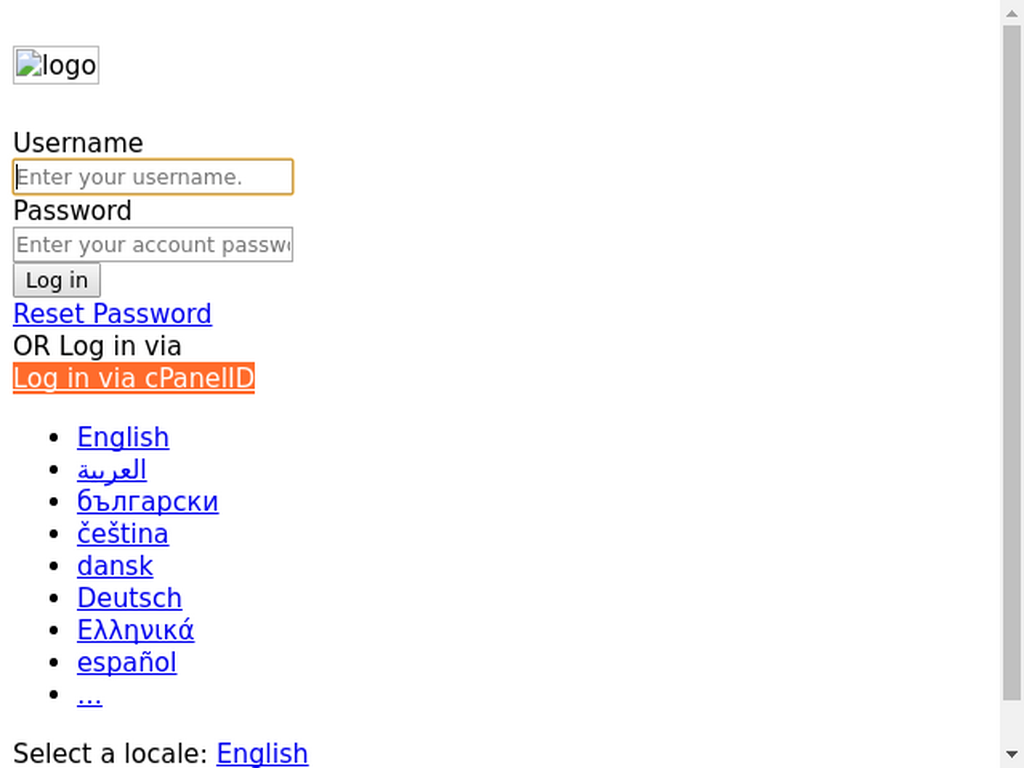 logo
Username
Enter your username.
Password
Enter your account passw
Log in
Reset Password
OR Log in via
Log in via cPanelID
English
العربية
български
čeština
dansk
Deutsch
Ελληνικά
español
...
Select a locale: English